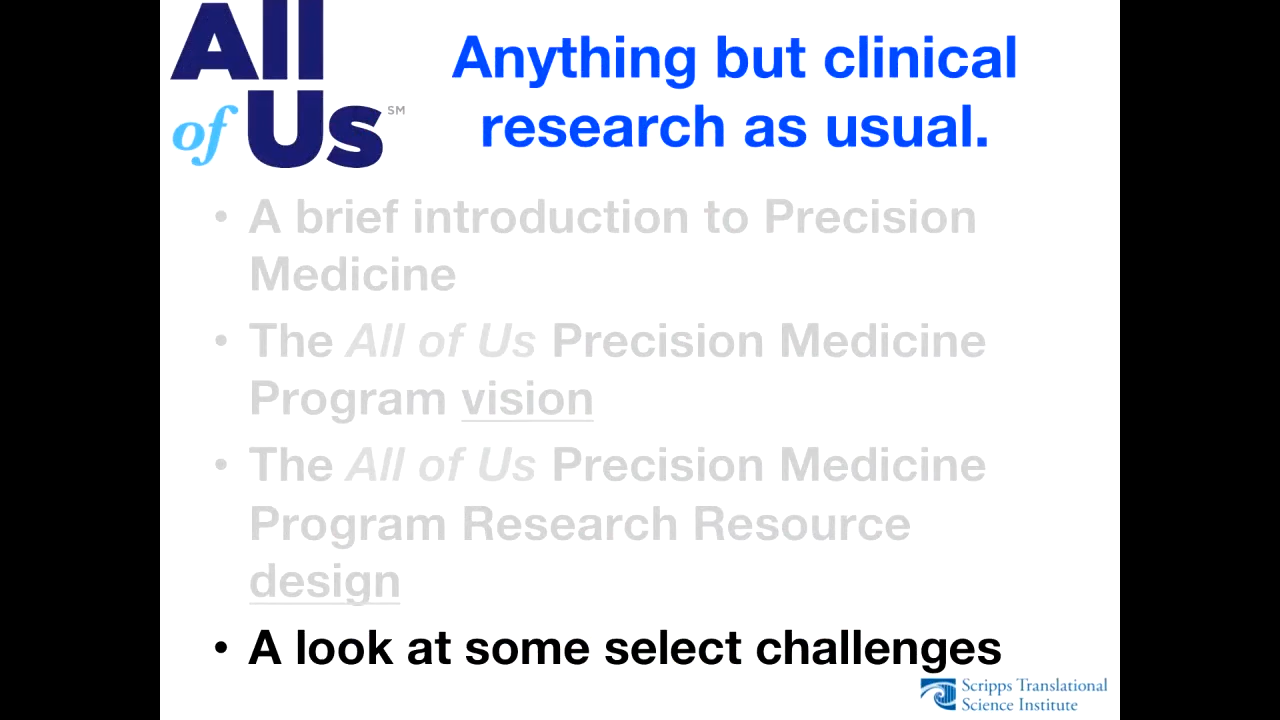 All
of Us℠
Anything but clinical
research as usual.
• A brief introduction to Precision
Medicine
• The All of Us Precision Medicine
Program vision
• The All of Us Precision Medicine
Program Research Resource
design
• A look at some select challenges
Scripps Translational
Science Institute